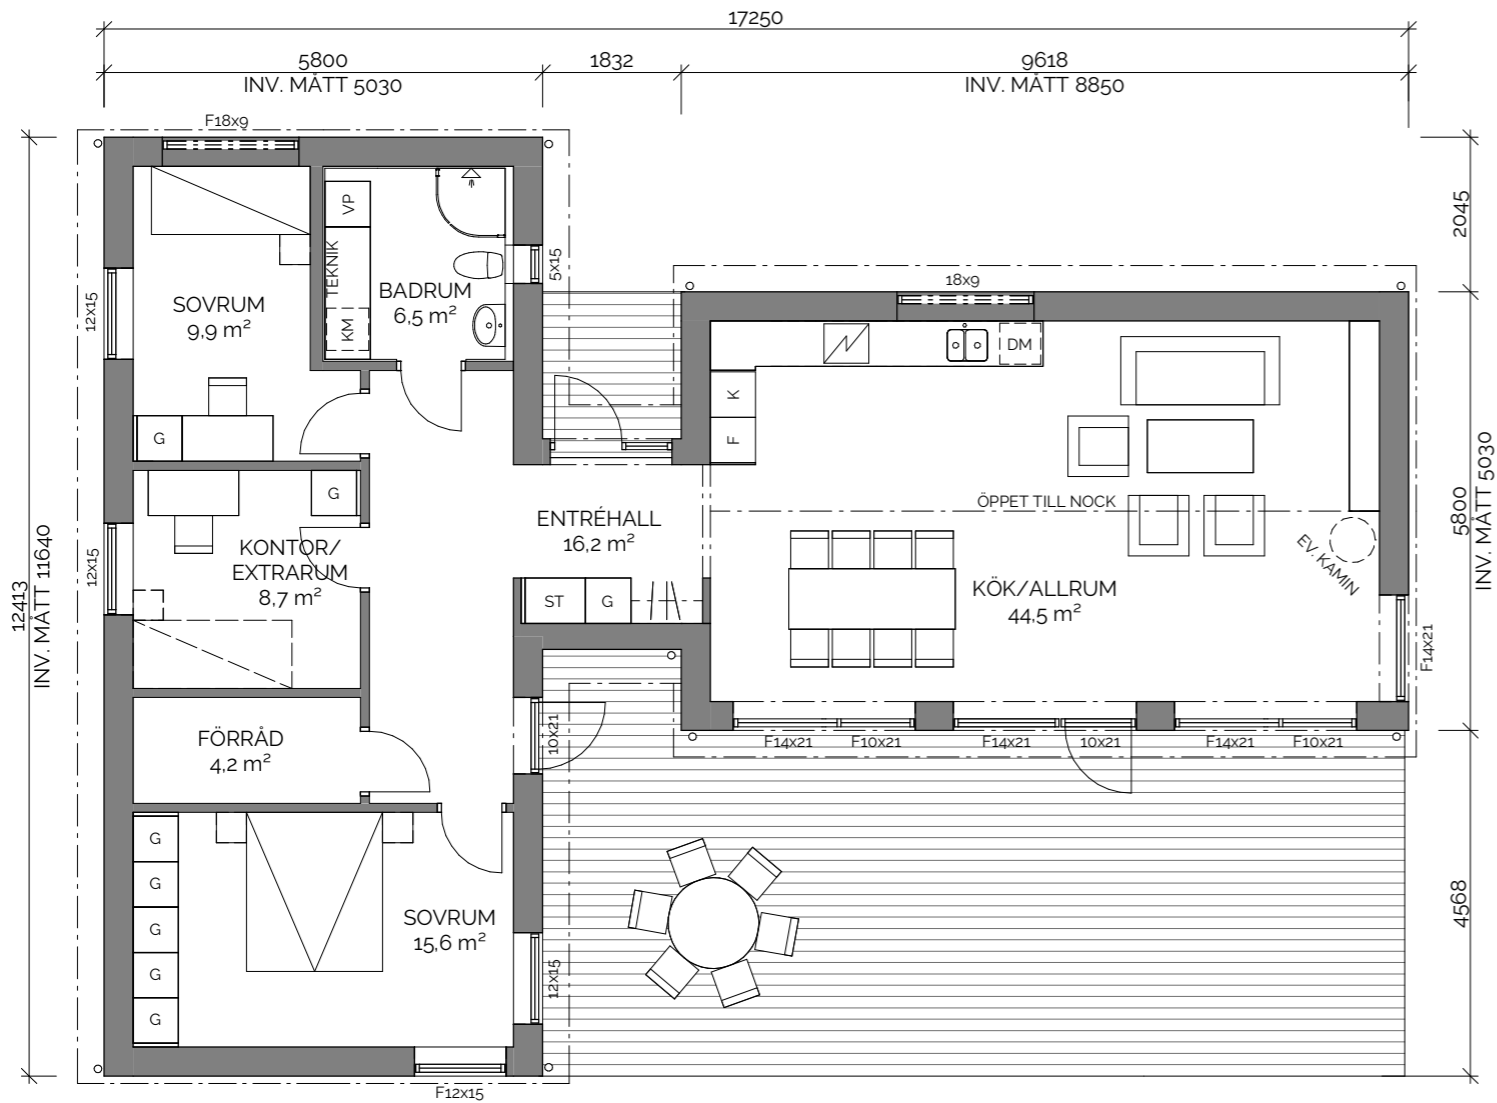 17250
5800
INV. MÅTT 5030
1832
9618
INV. MÅTT 8850
F18x9
VP
TEKNIK
KM
BADRUM
6,5 m²
5x15
SOVRUM
9,9 m²
12x15
G
18x9
DM
K
F
2045
5800
INV. MÅTT 5030
ÖPPET TILL NOCK
EV. KAMIN
KÖK/ALLRUM
44,5 m²
ENTRÉHALL
16,2 m²
ST
G
G
KONTOR/
EXTRARUM
8,7 m²
12x15
12413
INV. MÅTT 11640
FÖRRÅD
4,2 m²
10x21
F14x21
F14x21
F10x21
F14x21
10x21
F14x21
F10x21
G
G
G
G
G
SOVRUM
15,6 m²
12x15
F12x15
4568